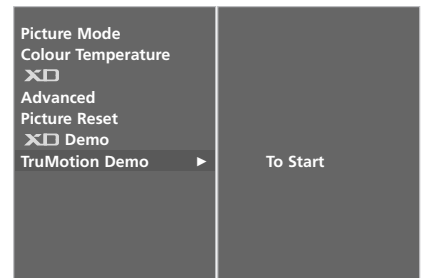 Picture Mode
Colour Temperature
XD
Advanced
Picture Reset
XD Demo
TruMotion Demo ► To Start